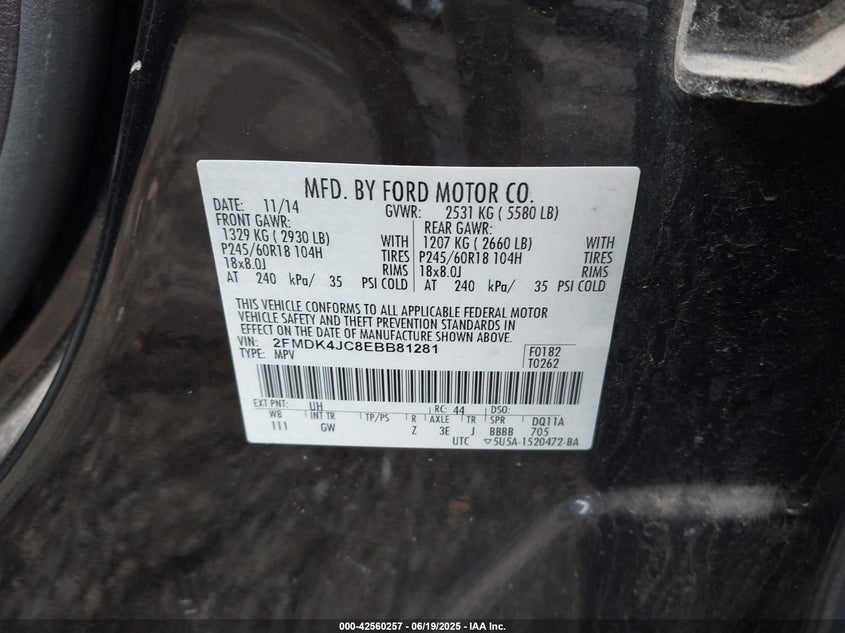 MFD. BY FORD MOTOR CO.
DATE: 11/14 GVWR: 2531 KG ( 5580 LB)
FRONT GAWR: REAR GAWR:
1329 KG ( 2930 LB) WITH 1207 KG ( 2660 LB) WITH
P245/60R18 104H TIRES P245/60R18 104H TIRES
18x8.0J RIMS 18x8.0J RIMS
AT 240 kPa/ 35 PSI COLD AT 240 kPa/ 35 PSI COLD
THIS VEHICLE CONFORMS TO ALL APPLICABLE FEDERAL MOTOR
VEHICLE SAFETY AND THEFT PREVENTION STANDARDS IN
EFFECT ON THE DATE OF MANUFACTURE SHOWN ABOVE.
VIN: 2FMDK4JC8EBB81281 F0182
TYPE: MPV T0262
EXT PNT: UH RC: 44 DSO:
WB INT TR TP/PS R AXLE TR SPR DQ11A
111 GW Z 3E J BBBB 705
UTC ▽5U5A-1520472-BA
000-42560257 - 06/19/2025 - IAA Inc.